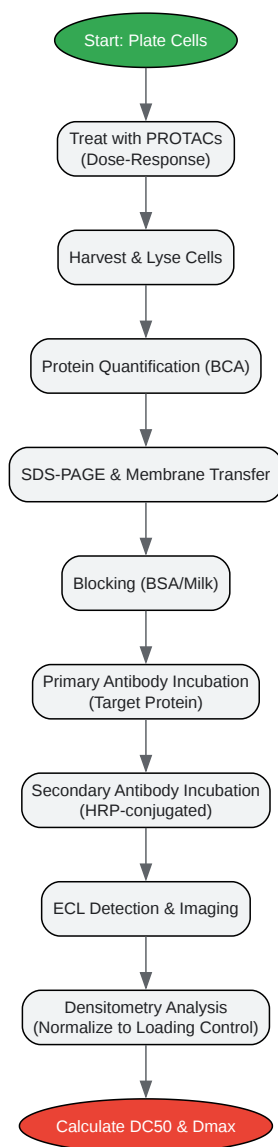 Start: Plate Cells
Treat with PROTACs
(Dose-Response)
Harvest & Lyse Cells
Protein Quantification (BCA)
SDS-PAGE & Membrane Transfer
Blocking (BSA/Milk)
Primary Antibody Incubation
(Target Protein)
Secondary Antibody Incubation
(HRP-conjugated)
ECL Detection & Imaging
Densitometry Analysis
(Normalize to Loading Control)
Calculate DC50 & Dmax